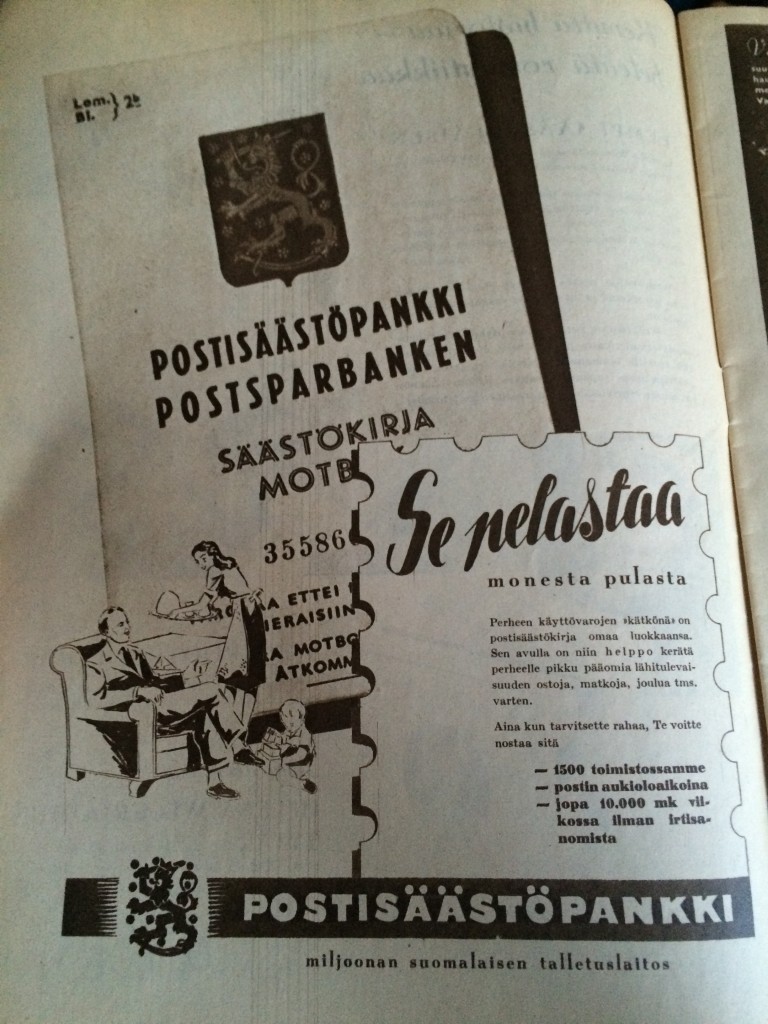 Lom. } 2b
Bl.
POSTISÄÄSTÖPANKKI
POSTSPARBANKEN
SÄÄSTÖKIRJA
MOTB
35586
A ETTEI
IERAISIIN
A MOTBO
ATKOMM
Se pelastaa
monesta pulasta
Perheen käyttövarojen »kätkönä» on
postisäästökirja omaa luokkaansa.
Sen avulla on niin helppo kerätä
perheelle pikku pääomia lähitulevai-
suuden ostoja, matkoja, joulua tms.
varten.
Aina kun tarvitsette rahaa, Te voitte
nostaa sitä
— 1500 toimistossamme
— postin aukioloaikoina
— jopa 10.000 mk vii-
kossa ilman irtisa-
nomista
POSTISÄÄSTÖPANKKI
miljoonan suomalaisen talletuslaitos